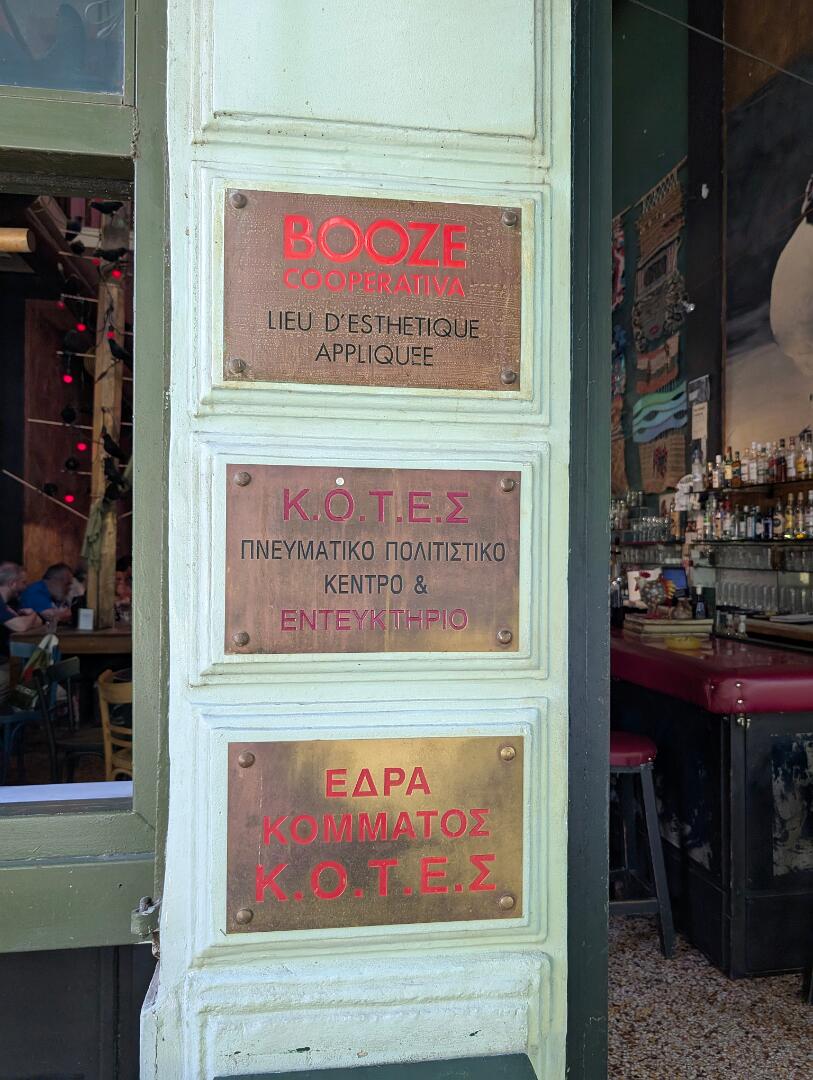 BOOZE
COOPERATIVA
LIEU D'ESTHETIQUE
APPLIQUEE
Κ.Ο.Τ.Ε.Σ
ΠΝΕΥΜΑΤΙΚΟ ΠΟΛΙΤΙΣΤΙΚΟ
ΚΕΝΤΡΟ &
ΕΝΤΕΥΚΤΗΡΙΟ
ΕΔΡΑ
ΚΟΜΜΑΤΟΣ
Κ.Ο.Τ.Ε.Σ